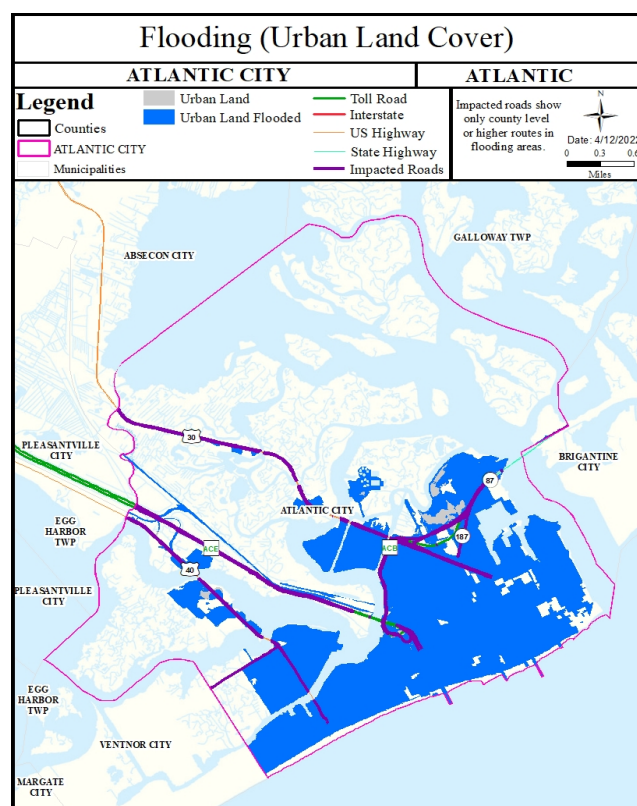 Flooding (Urban Land Cover)
ATLANTIC CITY
ATLANTIC
Legend
Counties
ATLANTIC CITY
Municipalities
Urban Land
Urban Land Flooded
Toll Road
Interstate
US Highway
State Highway
Impacted Roads
Impacted roads show
only county level
or higher routes in
flooding areas.
N
Date: 4/12/2022
0 0.3 0.6
Miles
GALLOWAY TWP
ABSECON CITY
PLEASANTVILLE
CITY
30
BRIGANTINE
CITY
87
ATLANTIC CITY
187
EGG
HARBOR
TWP
ACE
ACB
40
PLEASANTVILLE
CITY
EGG
HARBOR
TWP
VENTNOR CITY
MARGATE
CITY